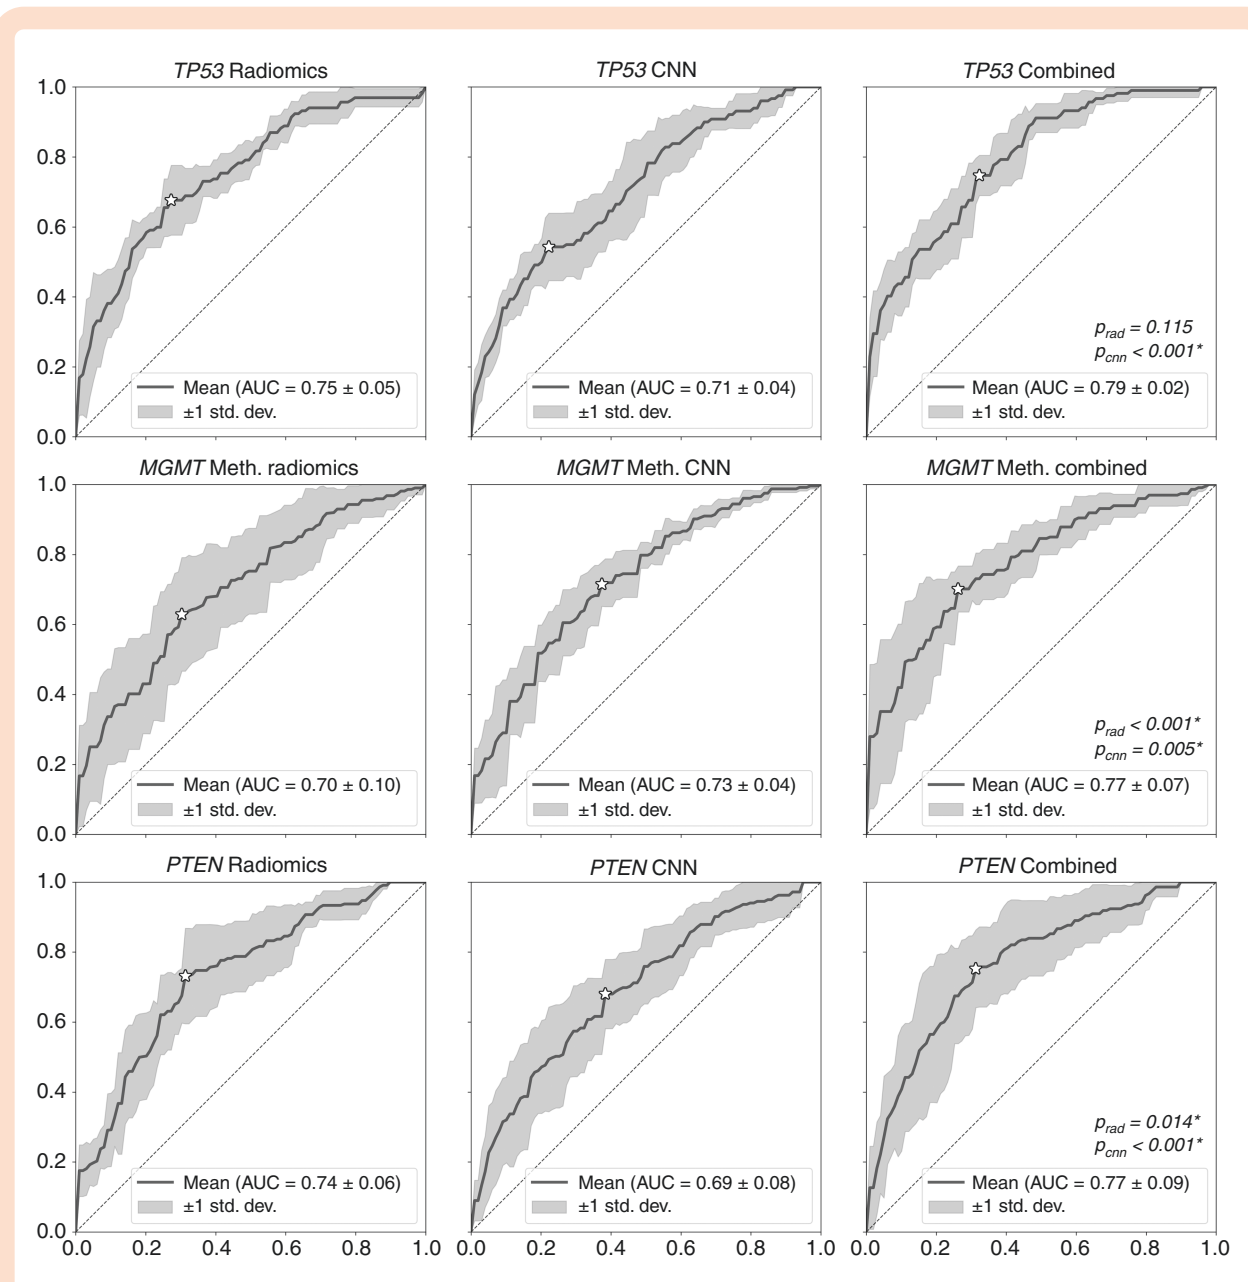 TP53 Radiomics
TP53 CNN
TP53 Combined
1.0
0.8
0.6
0.4
0.2
0.0
Mean (AUC = 0.75 ± 0.05)
±1 std. dev.
Mean (AUC = 0.71 ± 0.04)
±1 std. dev.
p_rad = 0.115
p_cnn < 0.001*
Mean (AUC = 0.79 ± 0.02)
±1 std. dev.
MGMT Meth. radiomics
MGMT Meth. CNN
MGMT Meth. combined
1.0
0.8
0.6
0.4
0.2
0.0
Mean (AUC = 0.70 ± 0.10)
±1 std. dev.
Mean (AUC = 0.73 ± 0.04)
±1 std. dev.
p_rad < 0.001*
p_cnn = 0.005*
Mean (AUC = 0.77 ± 0.07)
±1 std. dev.
PTEN Radiomics
PTEN CNN
PTEN Combined
1.0
0.8
0.6
0.4
0.2
0.0
Mean (AUC = 0.74 ± 0.06)
±1 std. dev.
Mean (AUC = 0.69 ± 0.08)
±1 std. dev.
p_rad = 0.014*
p_cnn < 0.001*
Mean (AUC = 0.77 ± 0.09)
±1 std. dev.
0.0 0.2 0.4 0.6 0.8 1.0
0.0 0.2 0.4 0.6 0.8 1.0
0.0 0.2 0.4 0.6 0.8 1.0